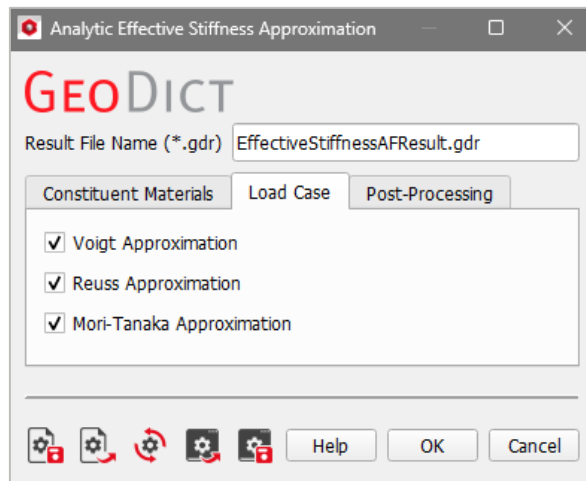 Analytic Effective Stiffness Approximation
GEODICT
Result File Name (*.gdr) EffectiveStiffnessAFResult.gdr
Constituent Materials Load Case Post-Processing
Voigt Approximation
Reuss Approximation
Mori-Tanaka Approximation
Help OK Cancel